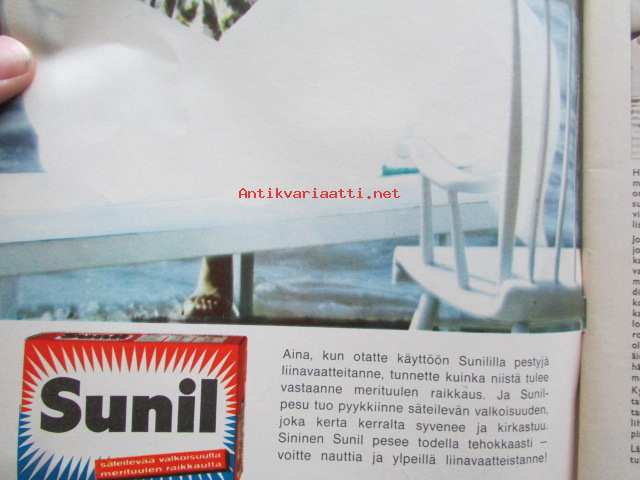 Antikvariaatti.net
Sunil
Sunil
säteilevää valkoisuutta
merituulen raikkautta
Aina, kun otatte käyttöön Sunililla pestyjä
liinavaatteitanne, tunnette kuinka niistä tulee
vastaanne merituulen raikkaus. Ja Sunil-
pesu tuo pyykkiinne säteilevän valkoisuuden,
joka kerta kerralta syvenee ja kirkastuu.
Sininen Sunil pesee todella tehokkaasti –
voitte nauttia ja ylpeillä liinavaatteistanne!